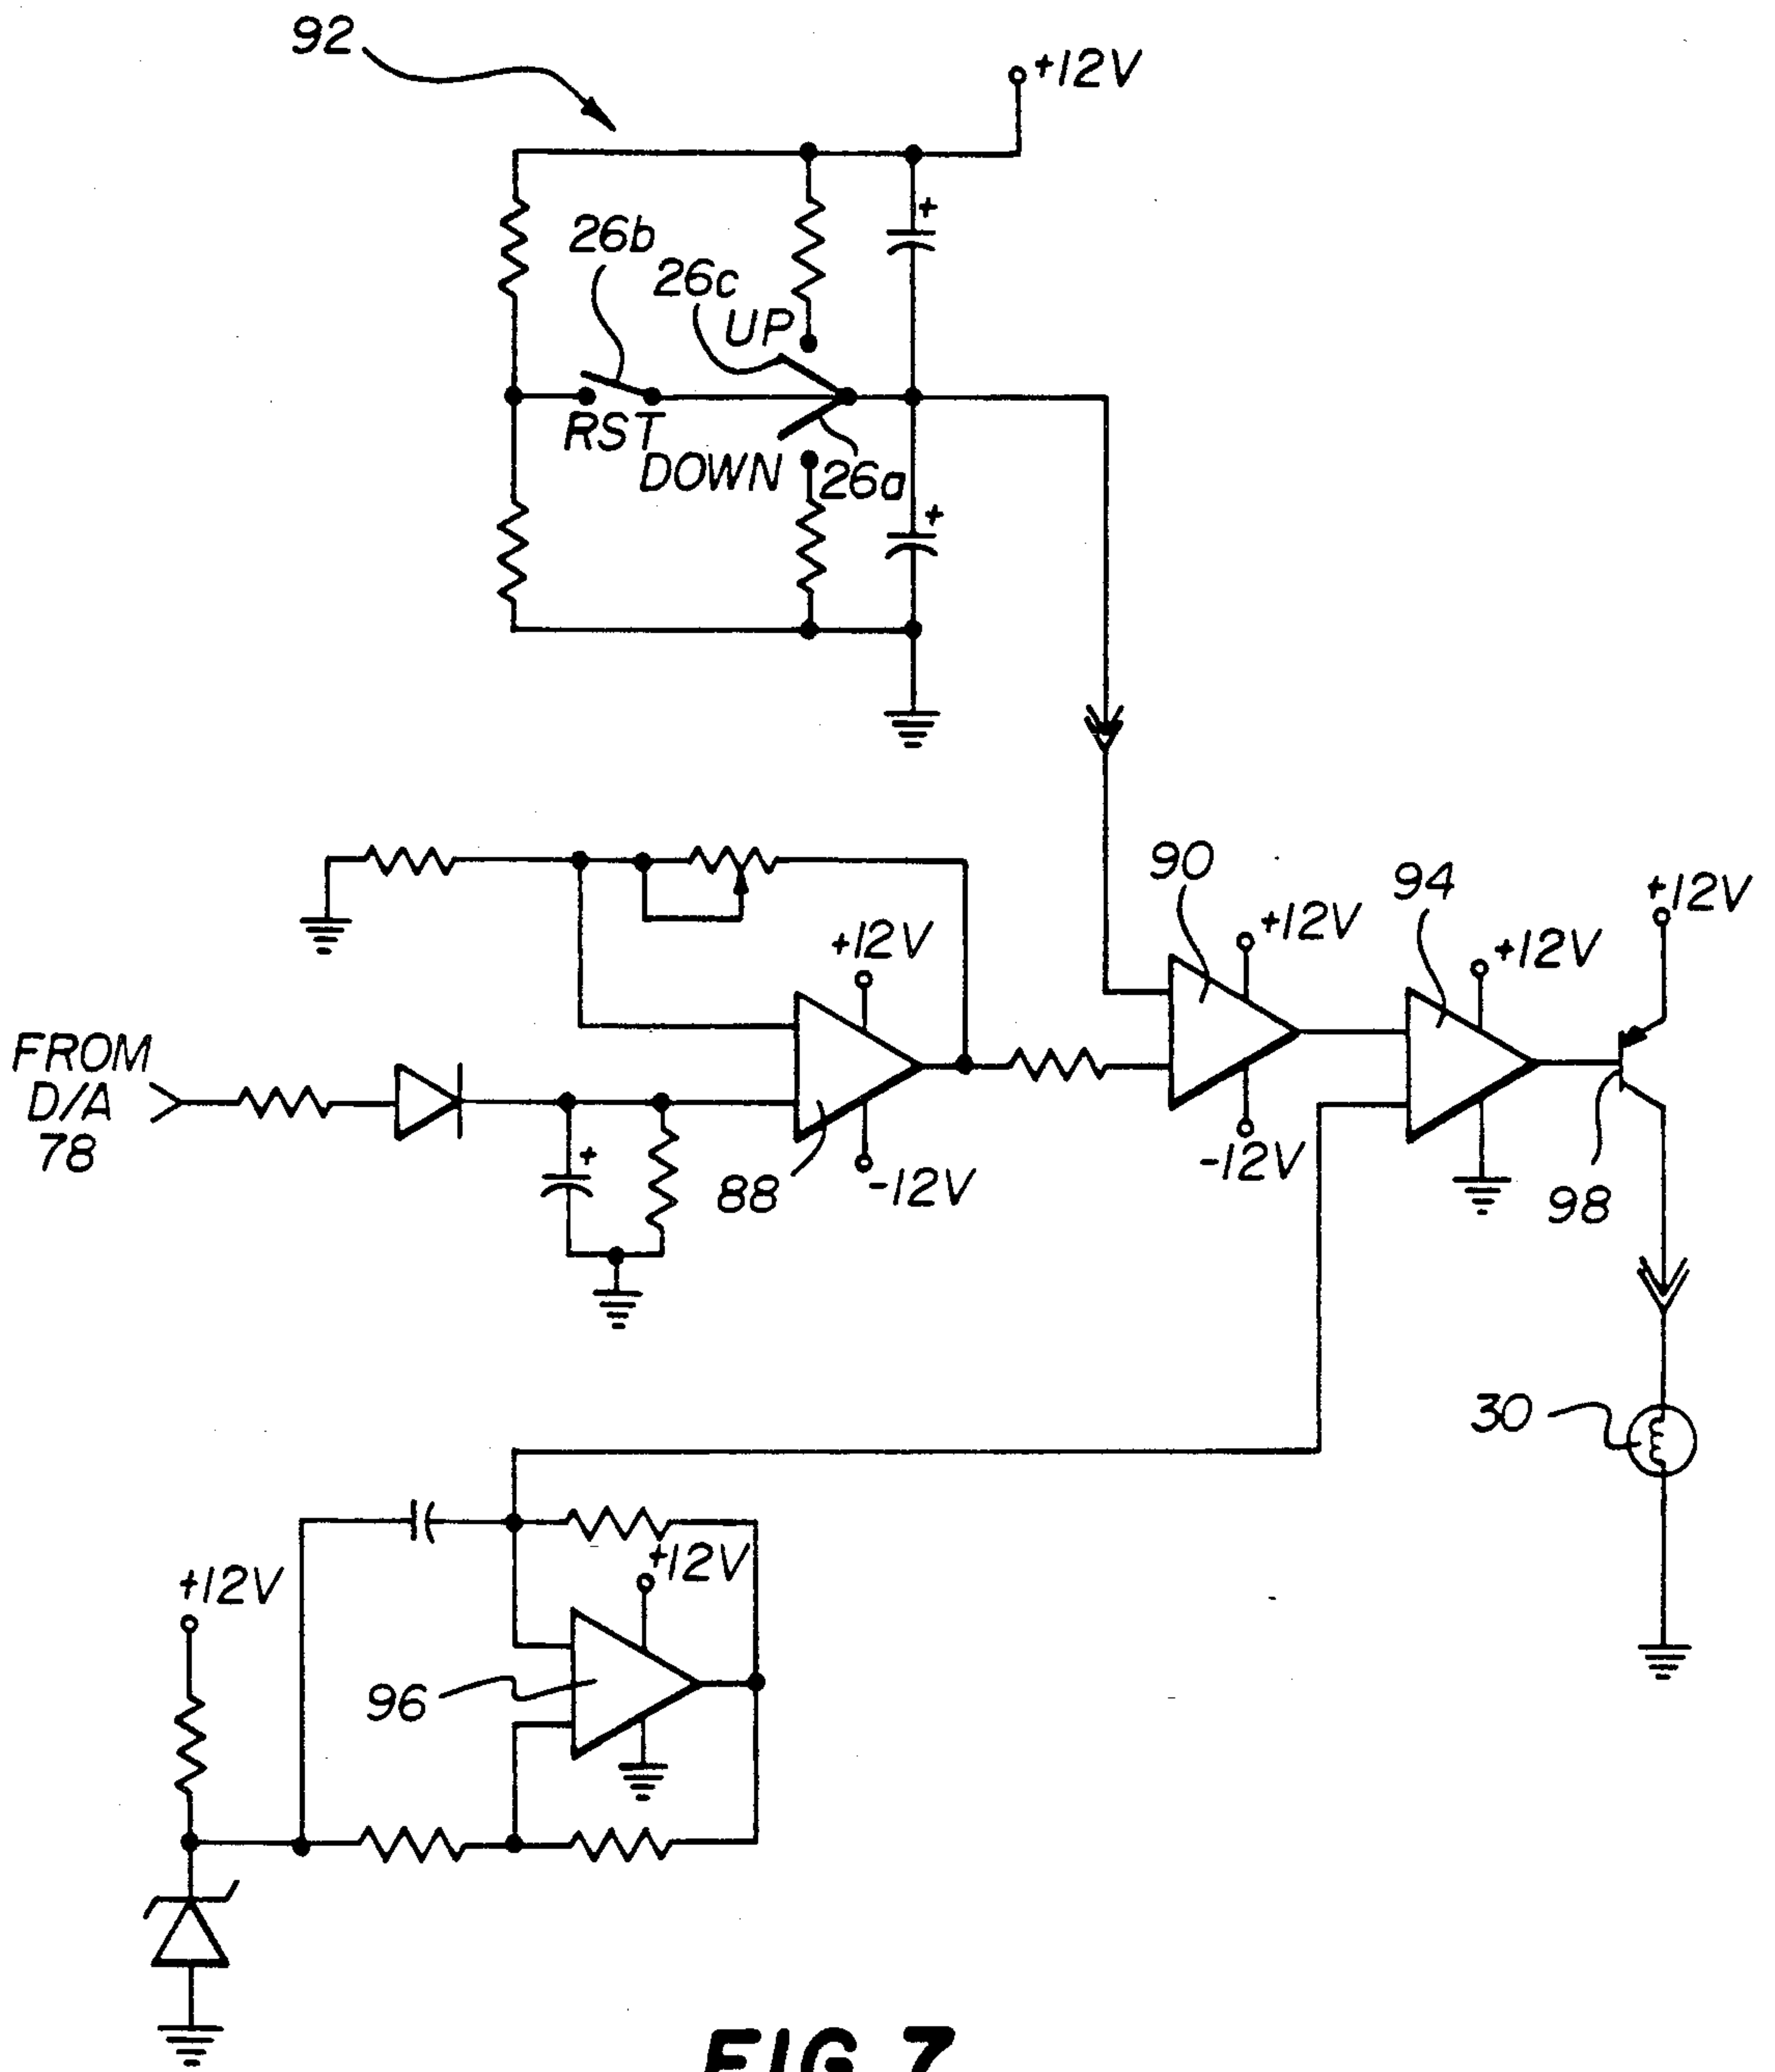 92
+12V
26b
26c
UP
RST
DOWN
26a
90
94
+12V
+12V
+12V
+12V
FROM
D/A
78
88
-12V
-12V
98
30
+12V
+12V
96
FIG. 7